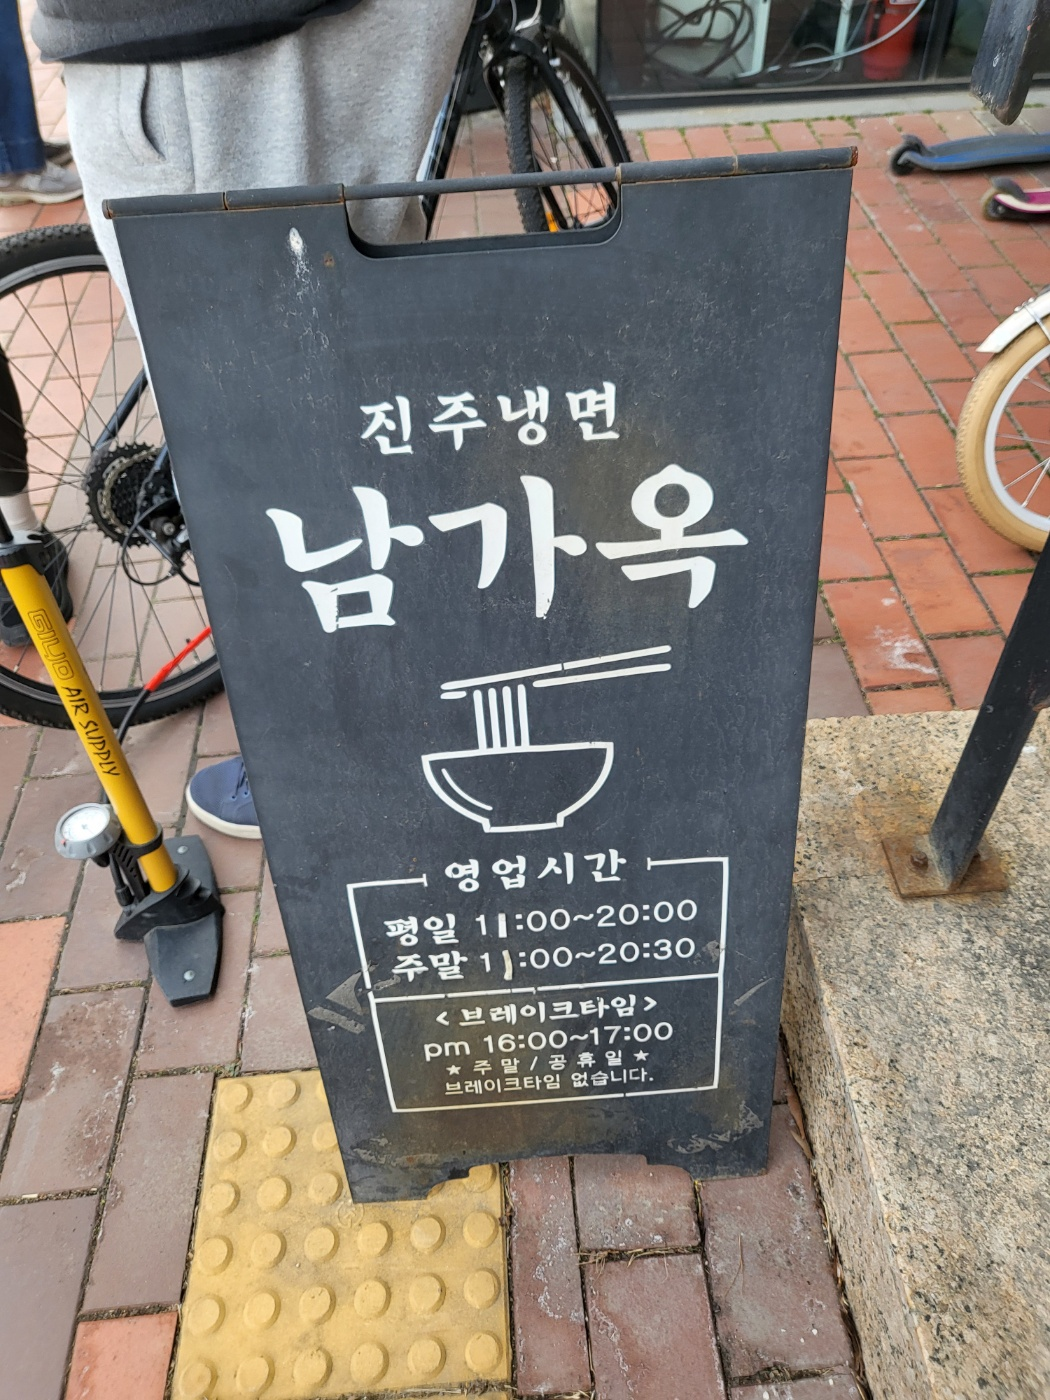 진주냉면
남가옥
영업시간
평일 11:00~20:00
주말 11:00~20:30
<브레이크타임>
pm 16:00~17:00
★ 주말/공휴일 ★
브레이크타임 없습니다.
GIYO AIR SUPPLY